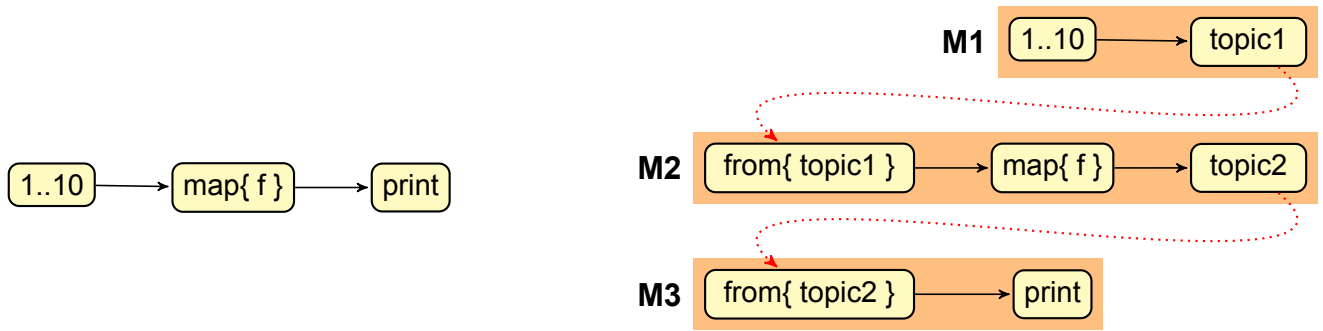 1..10
map{ f }
print
M1
1..10
topic1
M2
from{ topic1 }
map{ f }
topic2
M3
from{ topic2 }
print